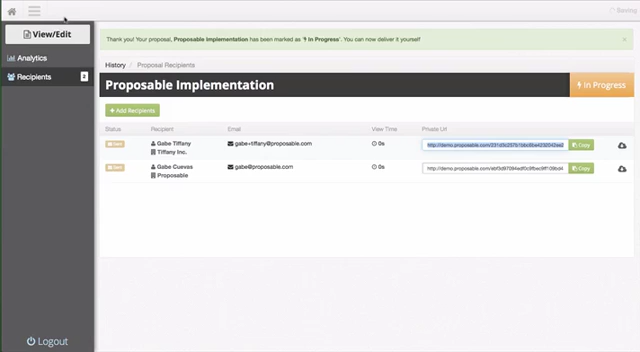 Saving
View/Edit
Thank you! Your proposal, Proposable Implementation has been marked as 'In Progress'. You can now deliver it yourself! ×
Analytics
Recipients 2
History / Proposal Recipients
Proposable Implementation
In Progress
+ Add Recipients
Status Recipient Email View Time Private Url
Sent Gabe Tiffany gabe+tiffany@proposable.com 0s Copy
Tiffany Inc.
Sent Gabe Cuevas gabe@proposable.com 0s Copy
Proposable
Logout